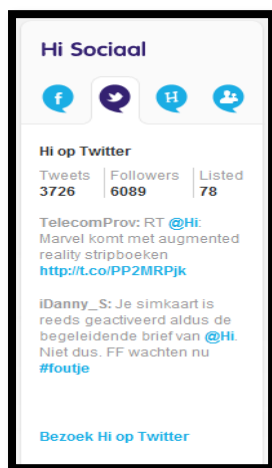 Hi Sociaal
f H
Hi op Twitter
Tweets Followers Listed
3726 6089 78
TelecomProv: RT @Hi:
Marvel komt met augmented
reality stripboeken
http://t.co/PP2MRPjk
iDanny_S: Je simkaart is
reeds geactiveerd aldus de
begeleidende brief van @Hi.
Niet dus. FF wachten nu
#foutje
Bezoek Hi op Twitter